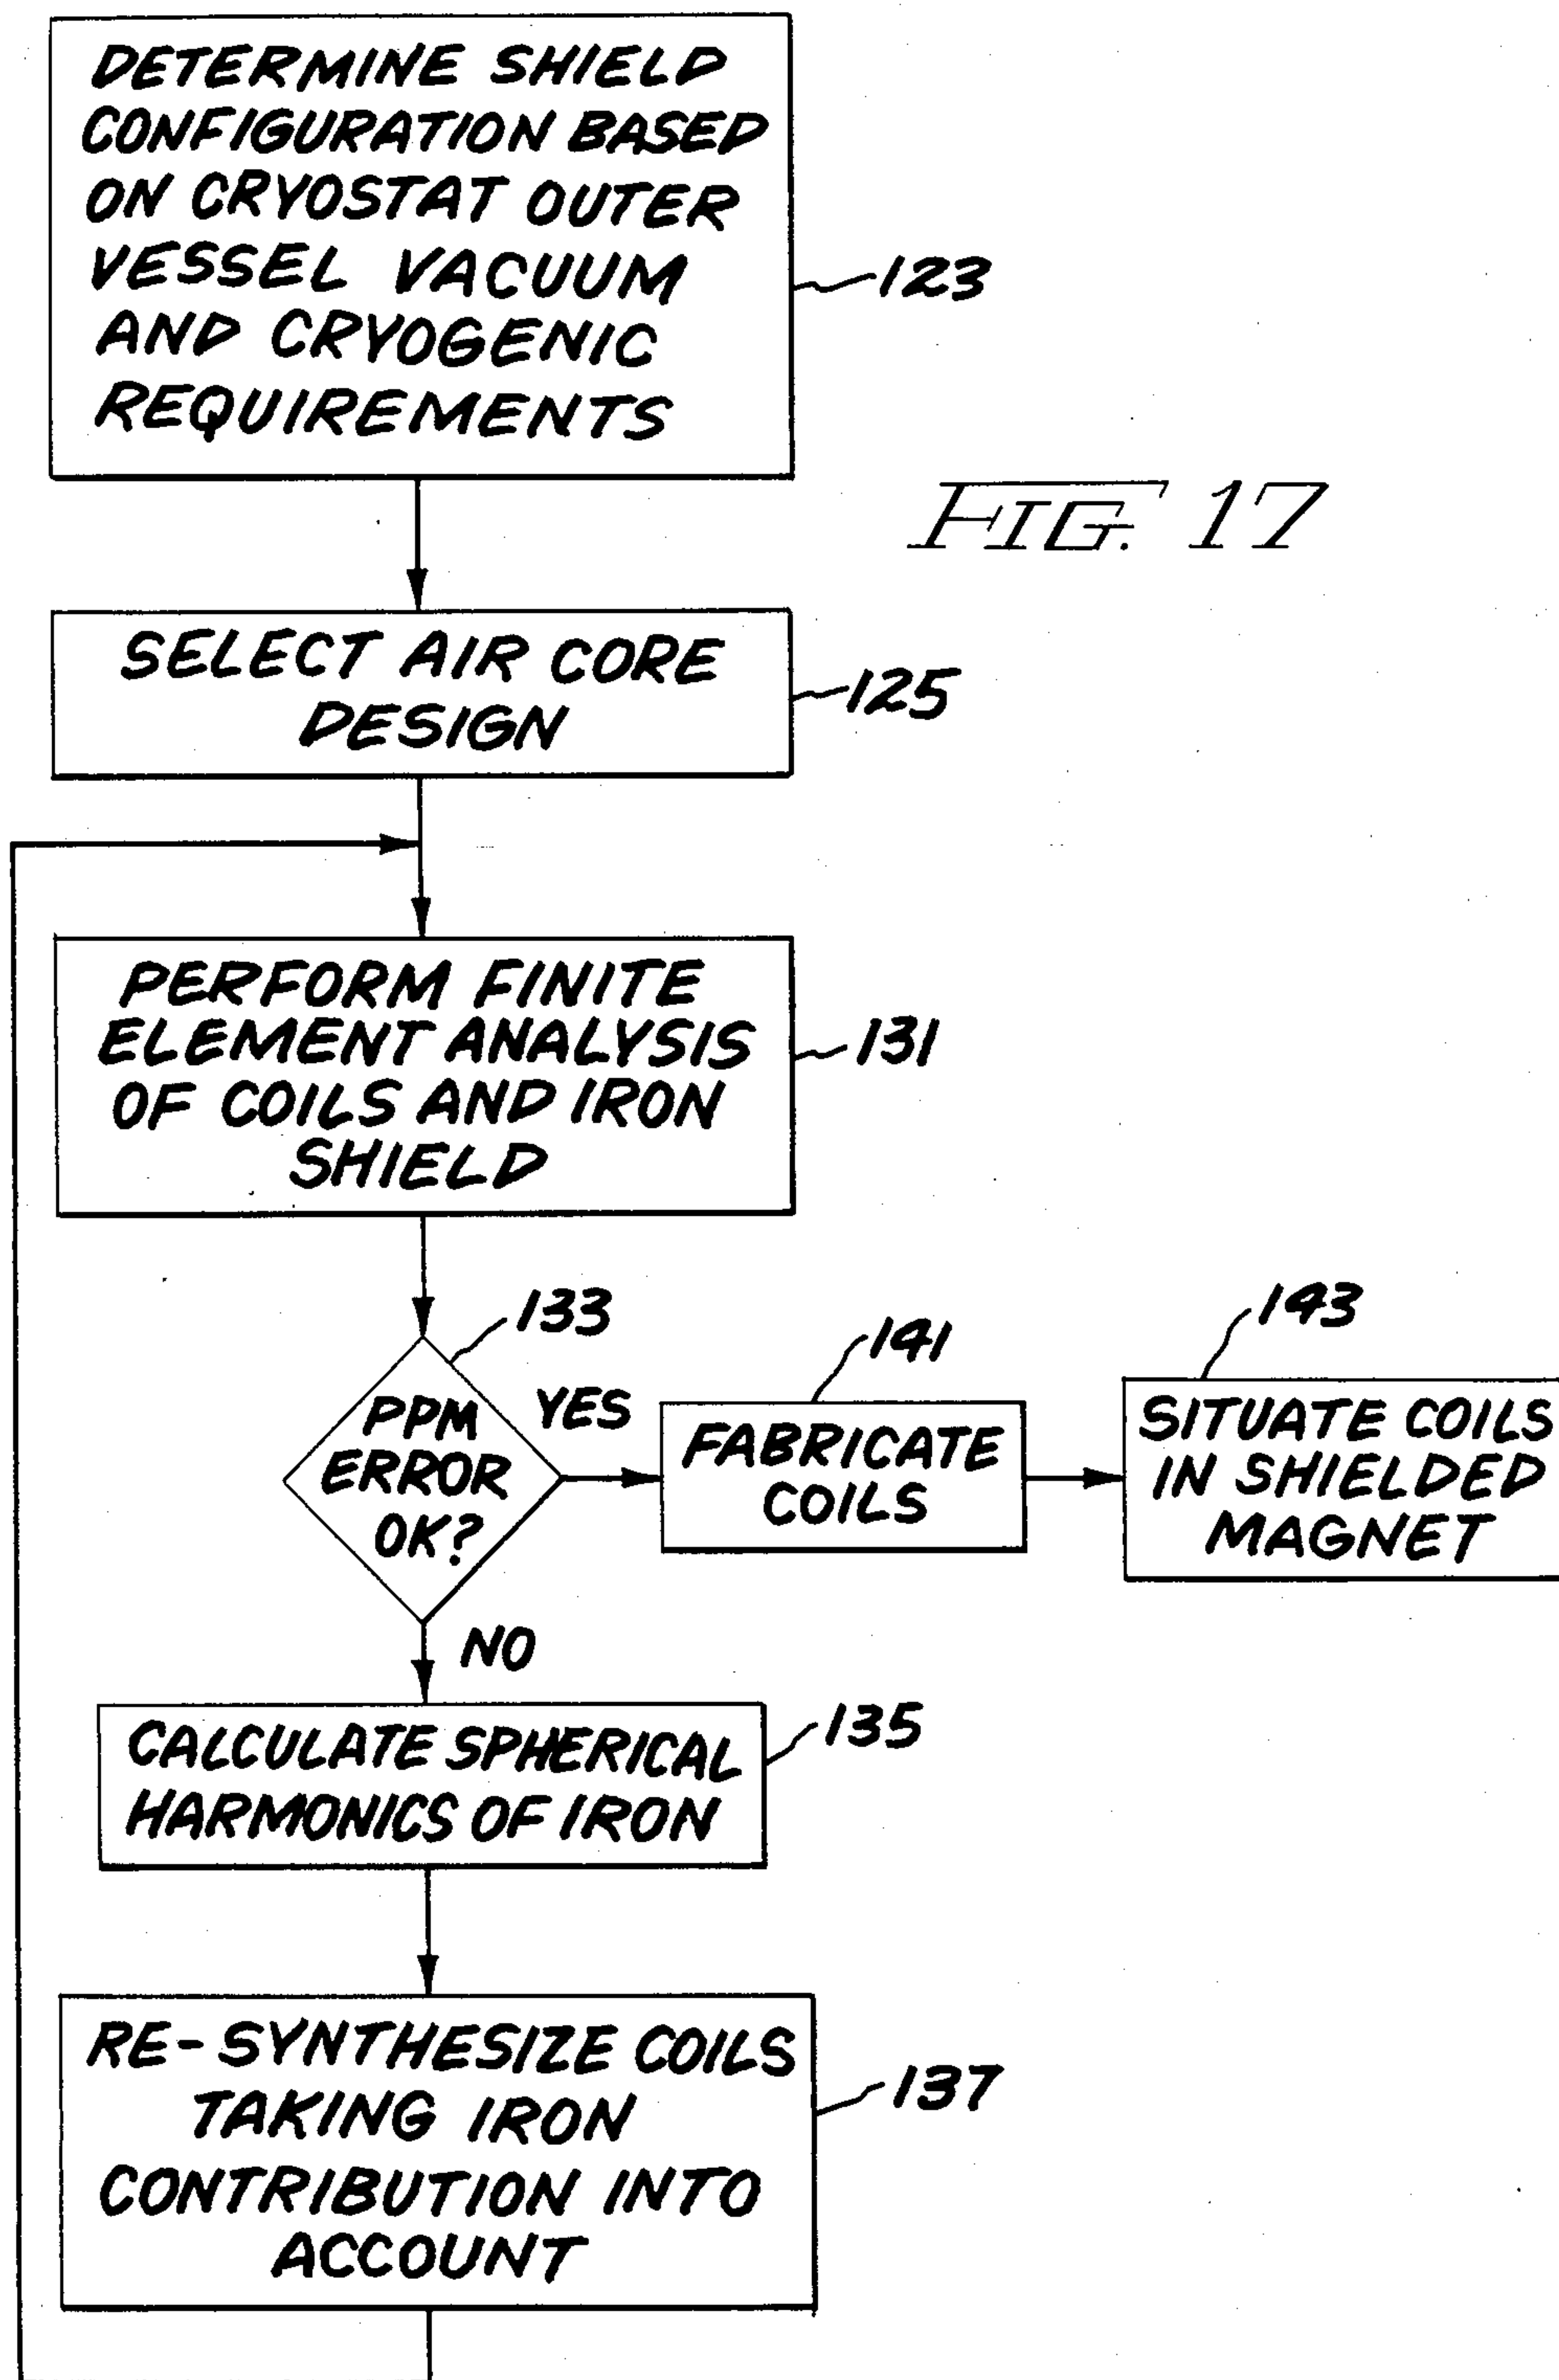 DETERMINE SHIELD
CONFIGURATION BASED
ON CRYOSTAT OUTER
VESSEL VACUUM
AND CRYOGENIC
REQUIREMENTS
123
FIG. 17
SELECT AIR CORE
DESIGN
125
PERFORM FINITE
ELEMENT ANALYSIS
OF COILS AND IRON
SHIELD
131
133
PPM
ERROR
OK?
YES
141
FABRICATE
COILS
143
SITUATE COILS
IN SHIELDED
MAGNET
NO
CALCULATE SPHERICAL
HARMONICS OF IRON
135
RE-SYNTHESIZE COILS
TAKING IRON
CONTRIBUTION INTO
ACCOUNT
137